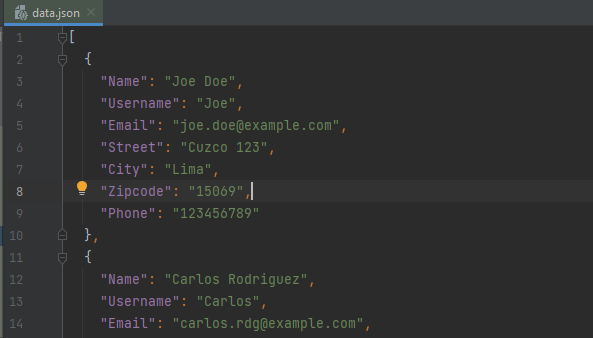 data.json
1 [
2 {
3 "Name": "Joe Doe",
4 "Username": "Joe",
5 "Email": "joe.doe@example.com",
6 "Street": "Cuzco 123",
7 "City": "Lima",
8 "Zipcode": "15069",
9 "Phone": "123456789"
10 },
11 {
12 "Name": "Carlos Rodriguez",
13 "Username": "Carlos",
14 "Email": "carlos.rdg@example.com",